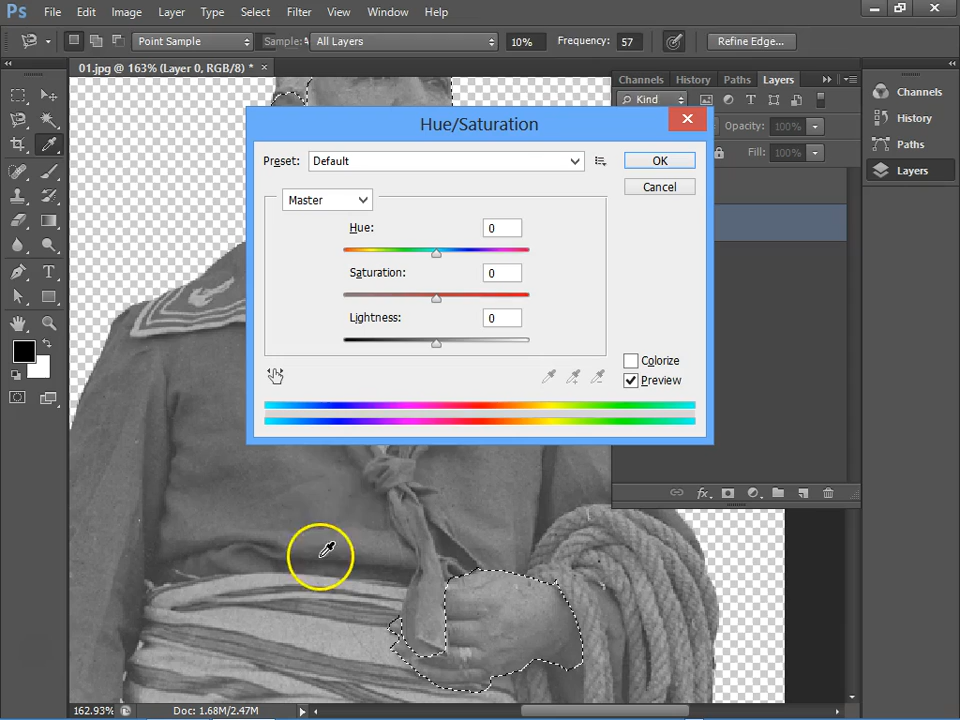 Ps File Edit Image Layer Type Select Filter View Window Help
Point Sample Sample: All Layers 10% Frequency: 57 Refine Edge...
01.jpg @ 163% (Layer 0, RGB/8) * ×
Channels History Paths Layers
Kind
Opacity: 100%
Fill: 100%
Channels
History
Paths
Layers
Hue/Saturation
Preset: Default OK
Cancel
Master
Hue: 0
Saturation: 0
Lightness: 0
Colorize
Preview
162.93% Doc: 1.68M/2.47M